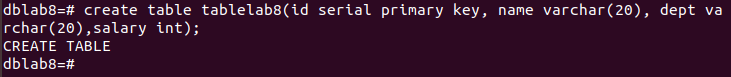 dblab8=# create table tablelab8(id serial primary key, name varchar(20), dept va
rchar(20),salary int);
CREATE TABLE
dblab8=#